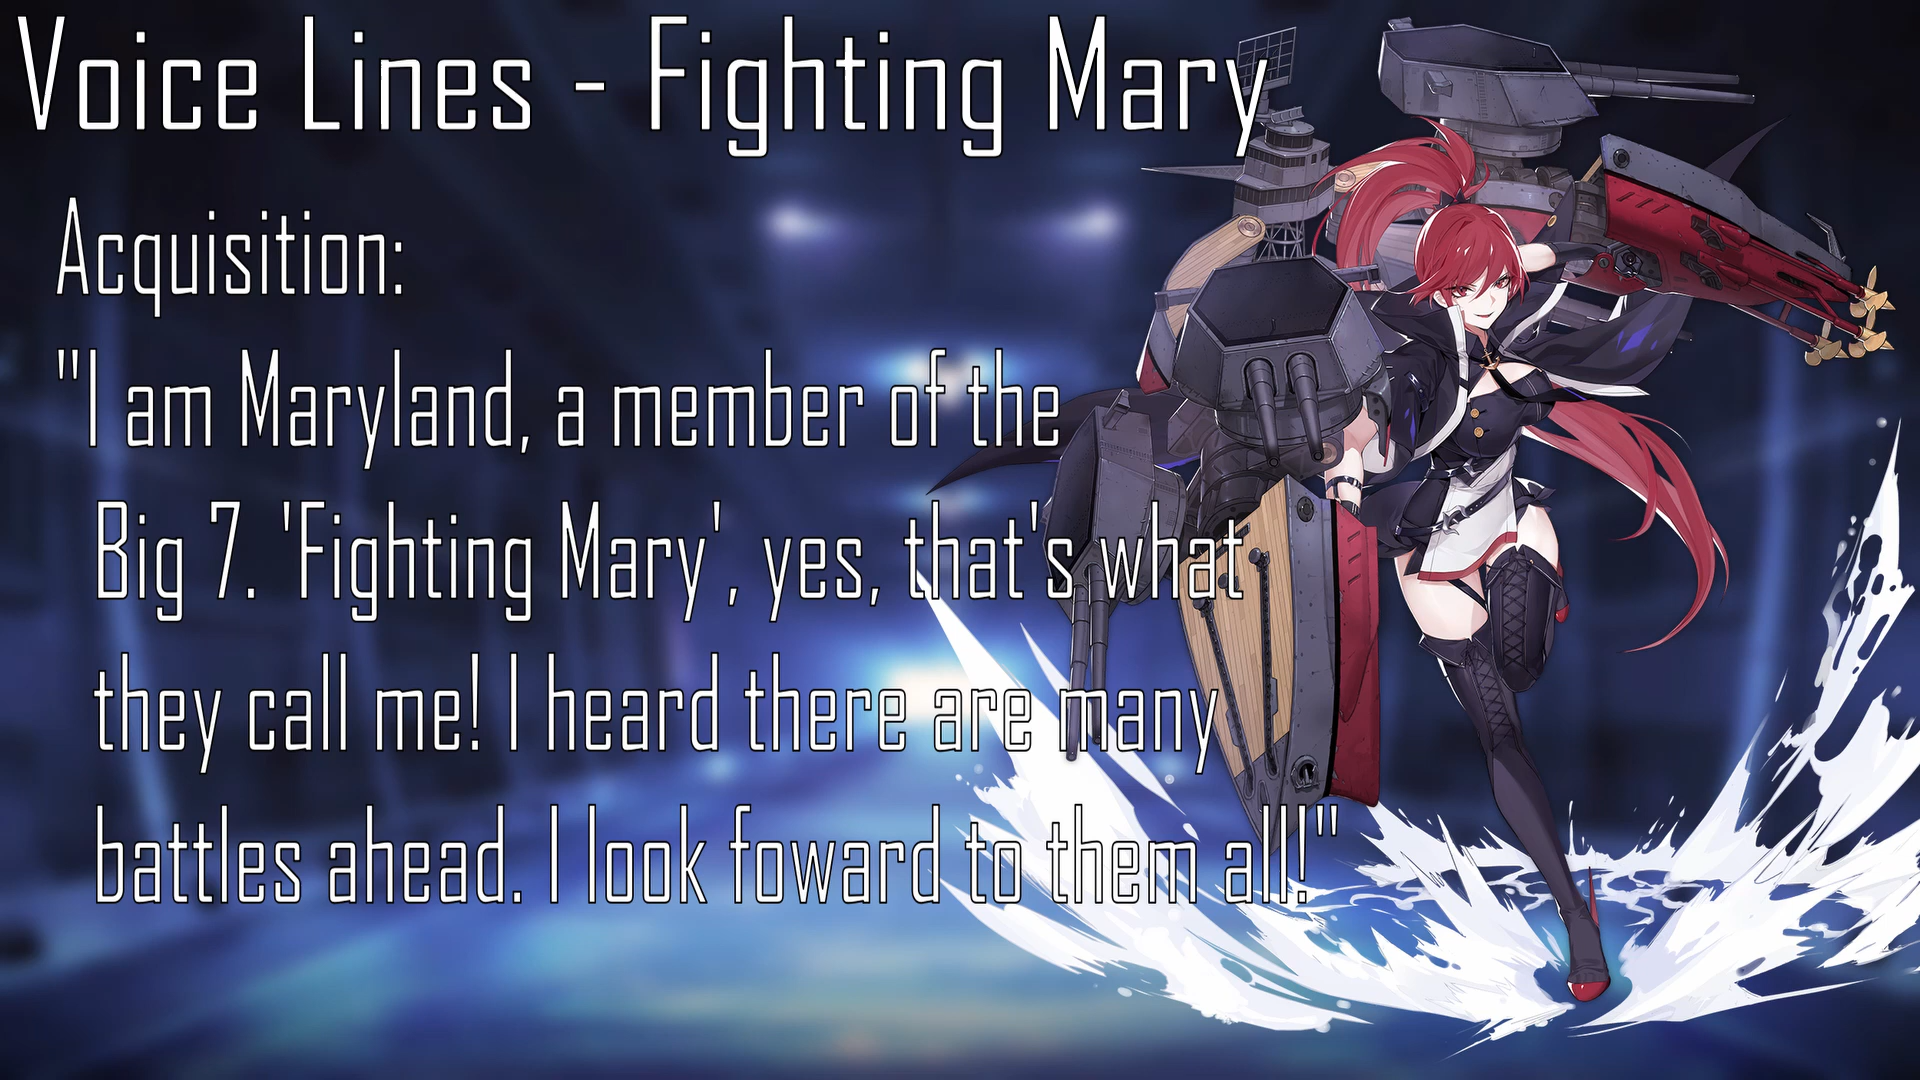 Voice Lines - Fighting Mary
Acquisition:
"I am Maryland, a member of the
Big 7. 'Fighting Mary', yes, that's what
they call me! I heard there are many
battles ahead. I look foward to them all!"